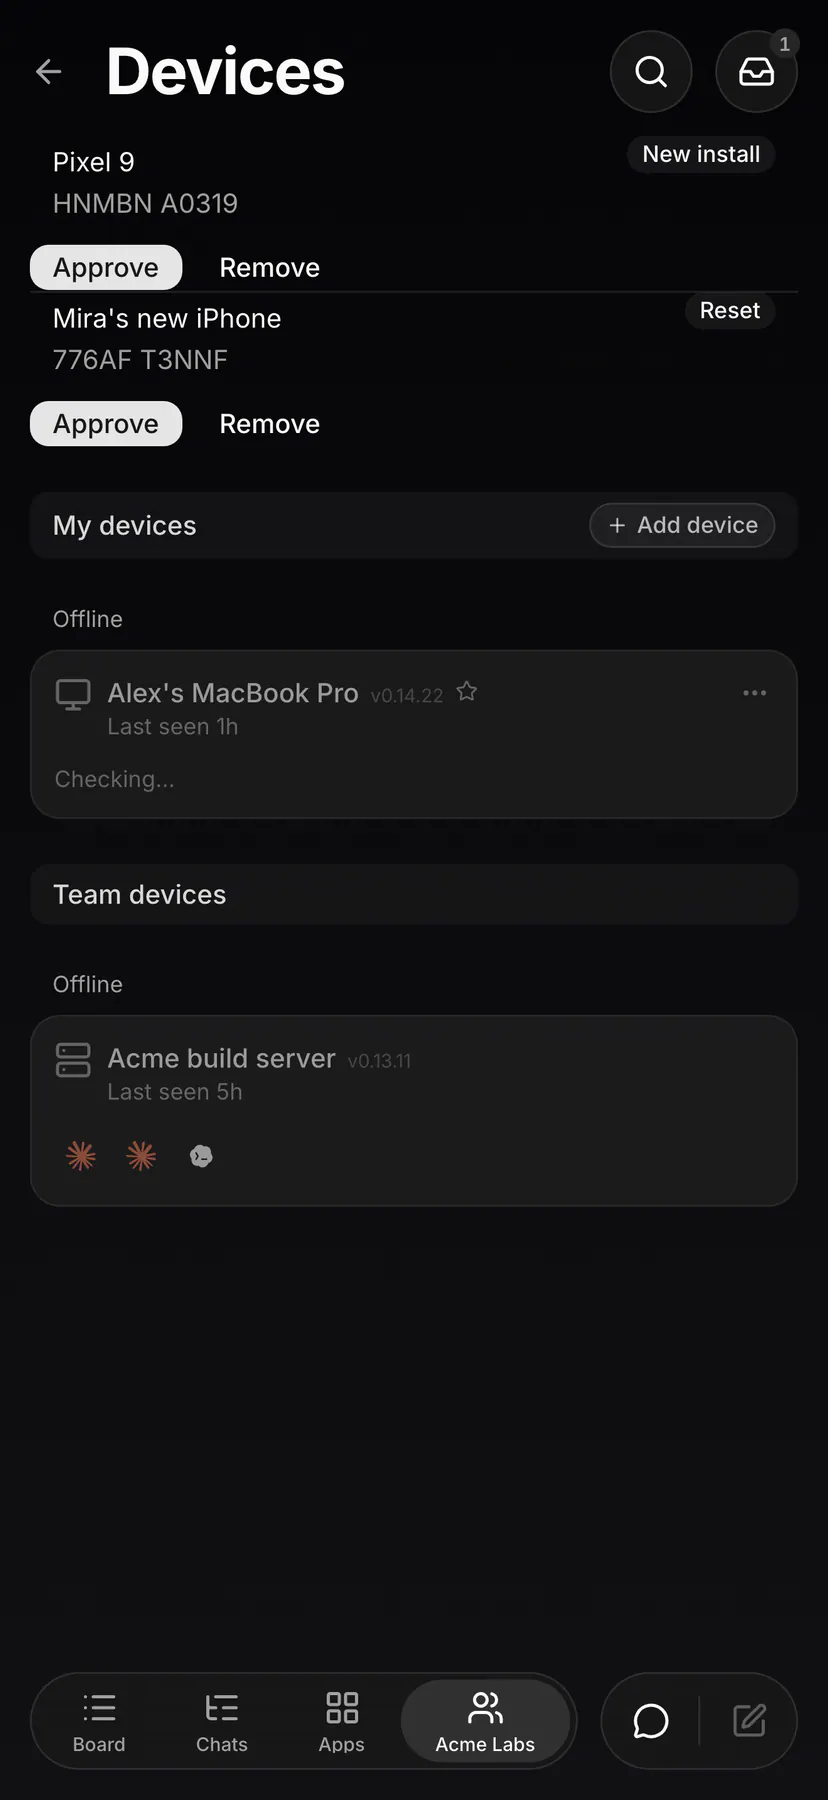 Devices
1
Pixel 9
New install
HNMBN A0319
Approve
Remove
Mira's new iPhone
Reset
776AF T3NNF
Approve
Remove
My devices
+ Add device
Offline
Alex's MacBook Pro v0.14.22
Last seen 1h
Checking...
Team devices
Offline
Acme build server v0.13.11
Last seen 5h
Board
Chats
Apps
Acme Labs